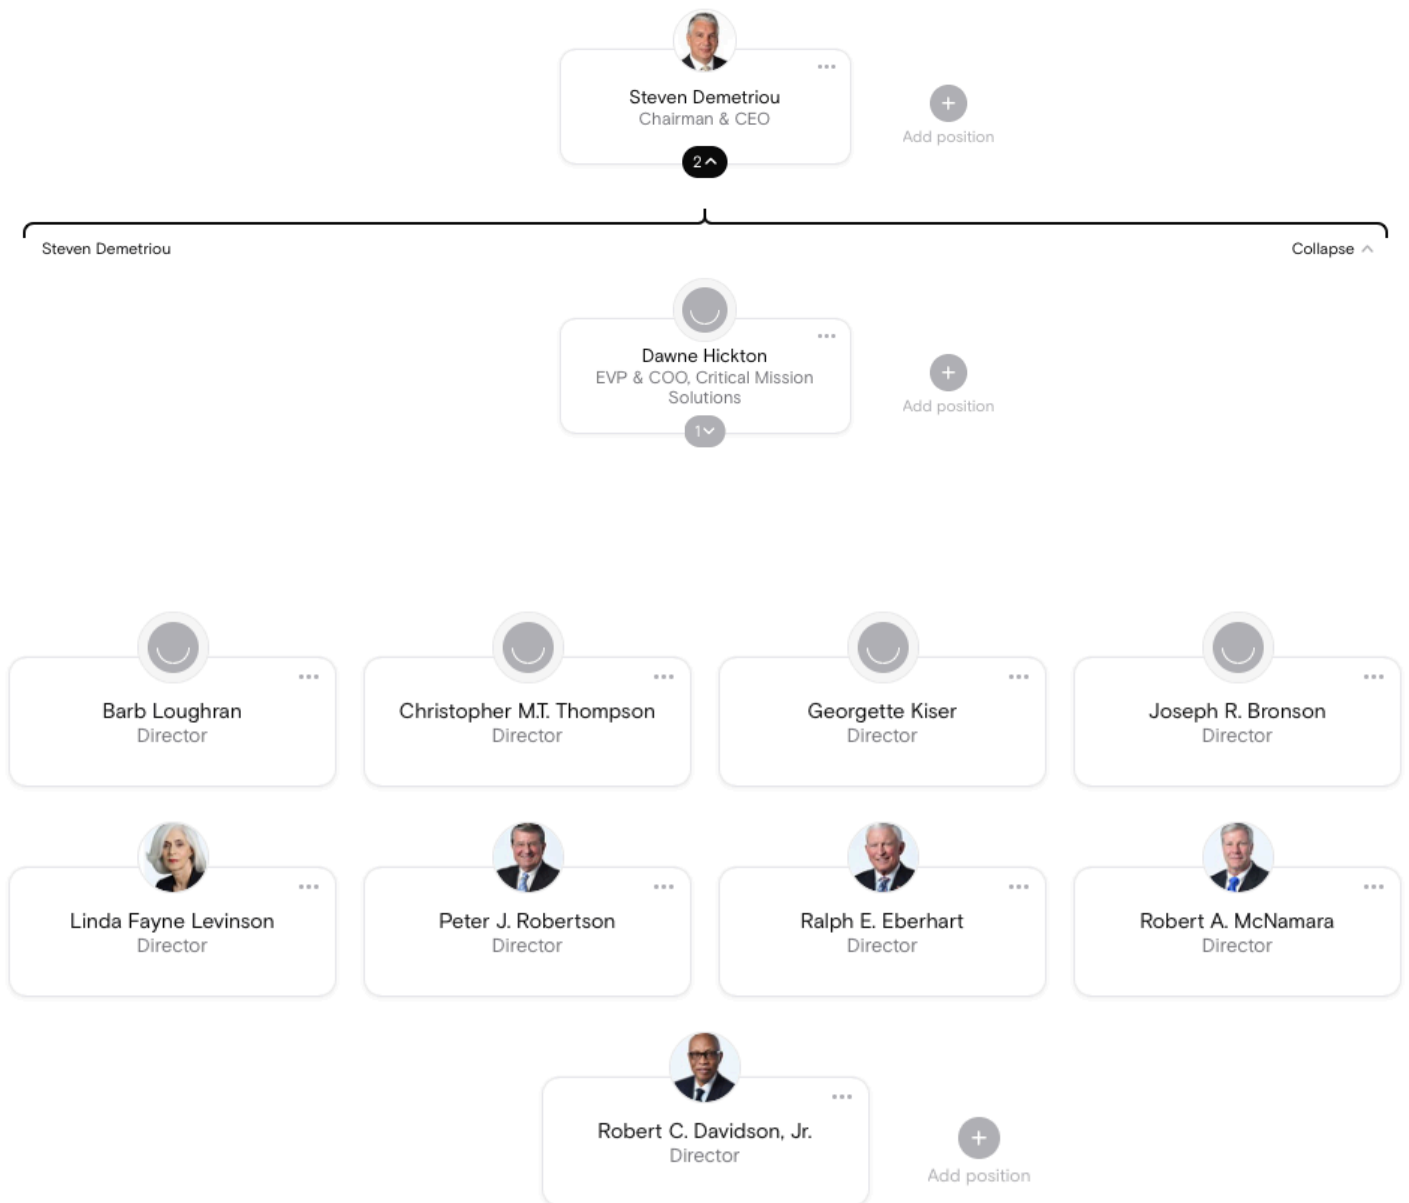 Steven Demetriou
Chairman & CEO
Add position
2
Steven Demetriou
Collapse
Dawne Hickton
EVP & COO, Critical Mission
Solutions
Add position
1
Barb Loughran
Director
Christopher M.T. Thompson
Director
Georgette Kiser
Director
Joseph R. Bronson
Director
Linda Fayne Levinson
Director
Peter J. Robertson
Director
Ralph E. Eberhart
Director
Robert A. McNamara
Director
Robert C. Davidson, Jr.
Director
Add position